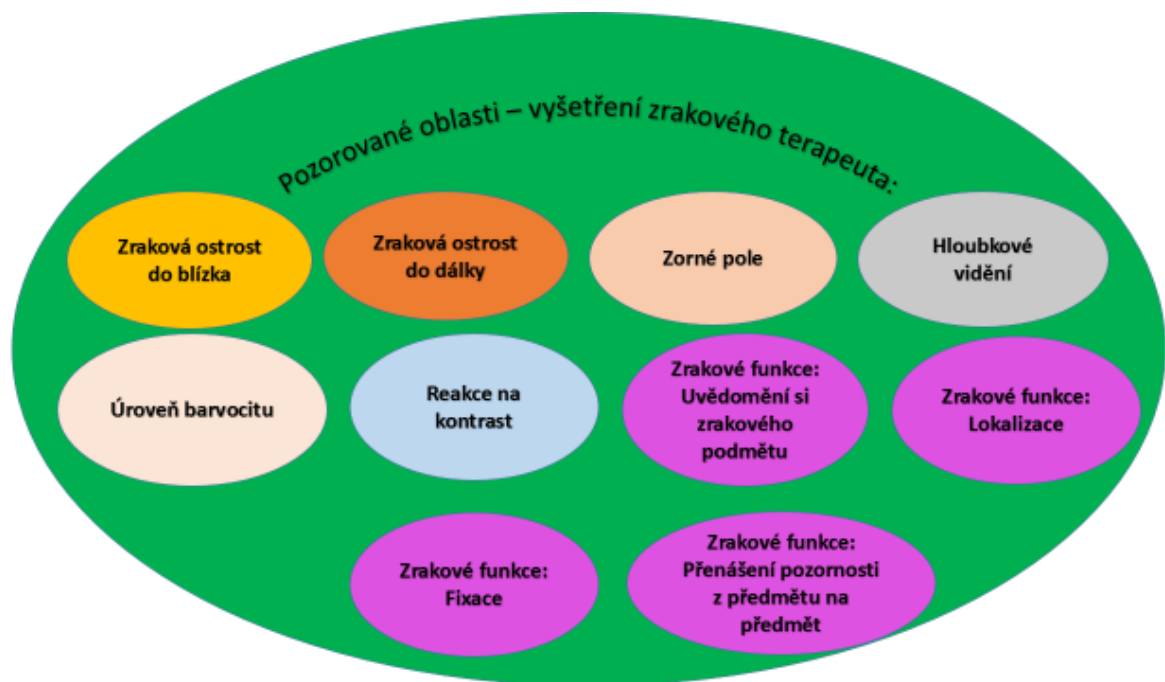 Pozorované oblasti – vyšetření zrakového terapeuta:
Zraková ostrost
do blízka
Zraková ostrost
do dálky
Zorné pole
Hloubkové
vidění
Úroveň barvocitu
Reakce na
kontrast
Zrakové funkce:
Uvědomění si
zrakového
podmětu
Zrakové funkce:
Lokalizace
Zrakové funkce:
Fixace
Zrakové funkce:
Přenášení pozornosti
z předmětu na
předmět